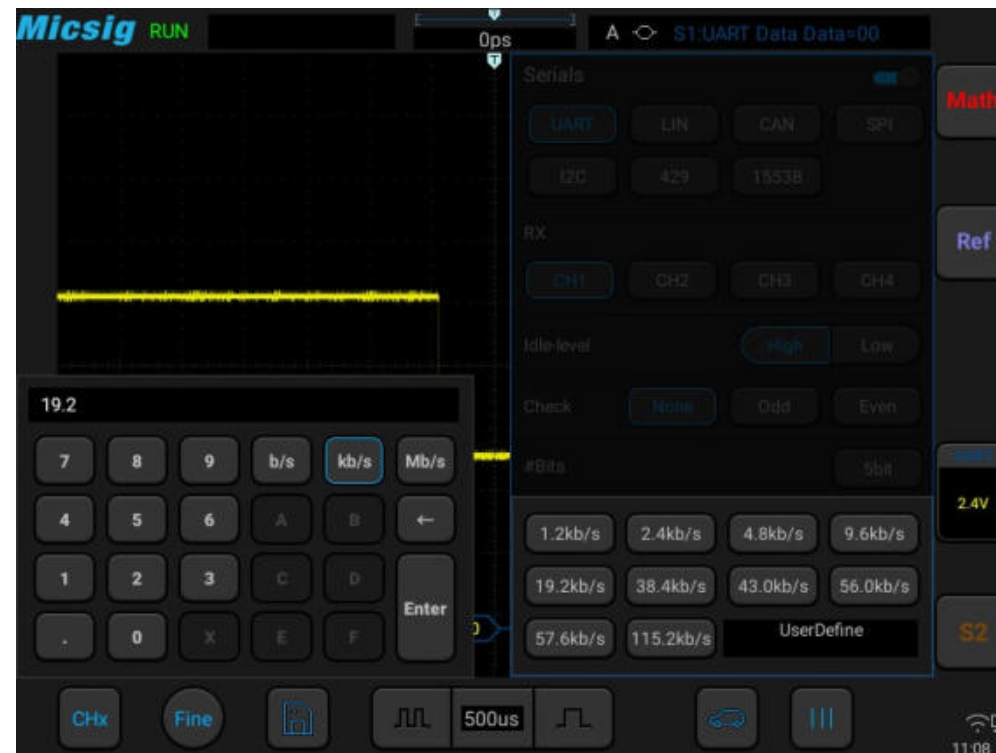 Micsig RUN
0ps
A S1:UART Data Data=00
T
T
Serials
UART LIN CAN SPI
I2C 429 1553B
RX
CH1 CH2 CH3 CH4
Idle-level High Low
Check None Odd Even
#Bits 5bit
Math
Ref
UART
2.4V
S2
19.2
7 8 9 b/s kb/s Mb/s
4 5 6 A B ←
1 2 3 C D Enter
. 0 X E F
1.2kb/s 2.4kb/s 4.8kb/s 9.6kb/s
19.2kb/s 38.4kb/s 43.0kb/s 56.0kb/s
57.6kb/s 115.2kb/s UserDefine
CHx Fine 500us
11:08